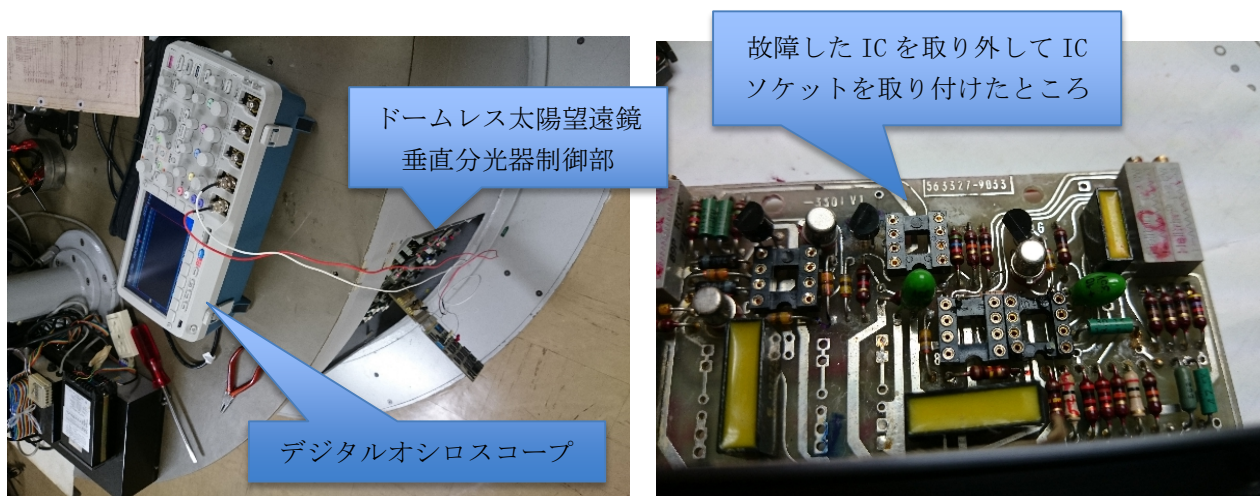 ドームレス太陽望遠鏡
垂直分光器制御部
デジタルオシロスコープ
故障した IC を取り外して IC
ソケットを取り付けたところ
563327-9053